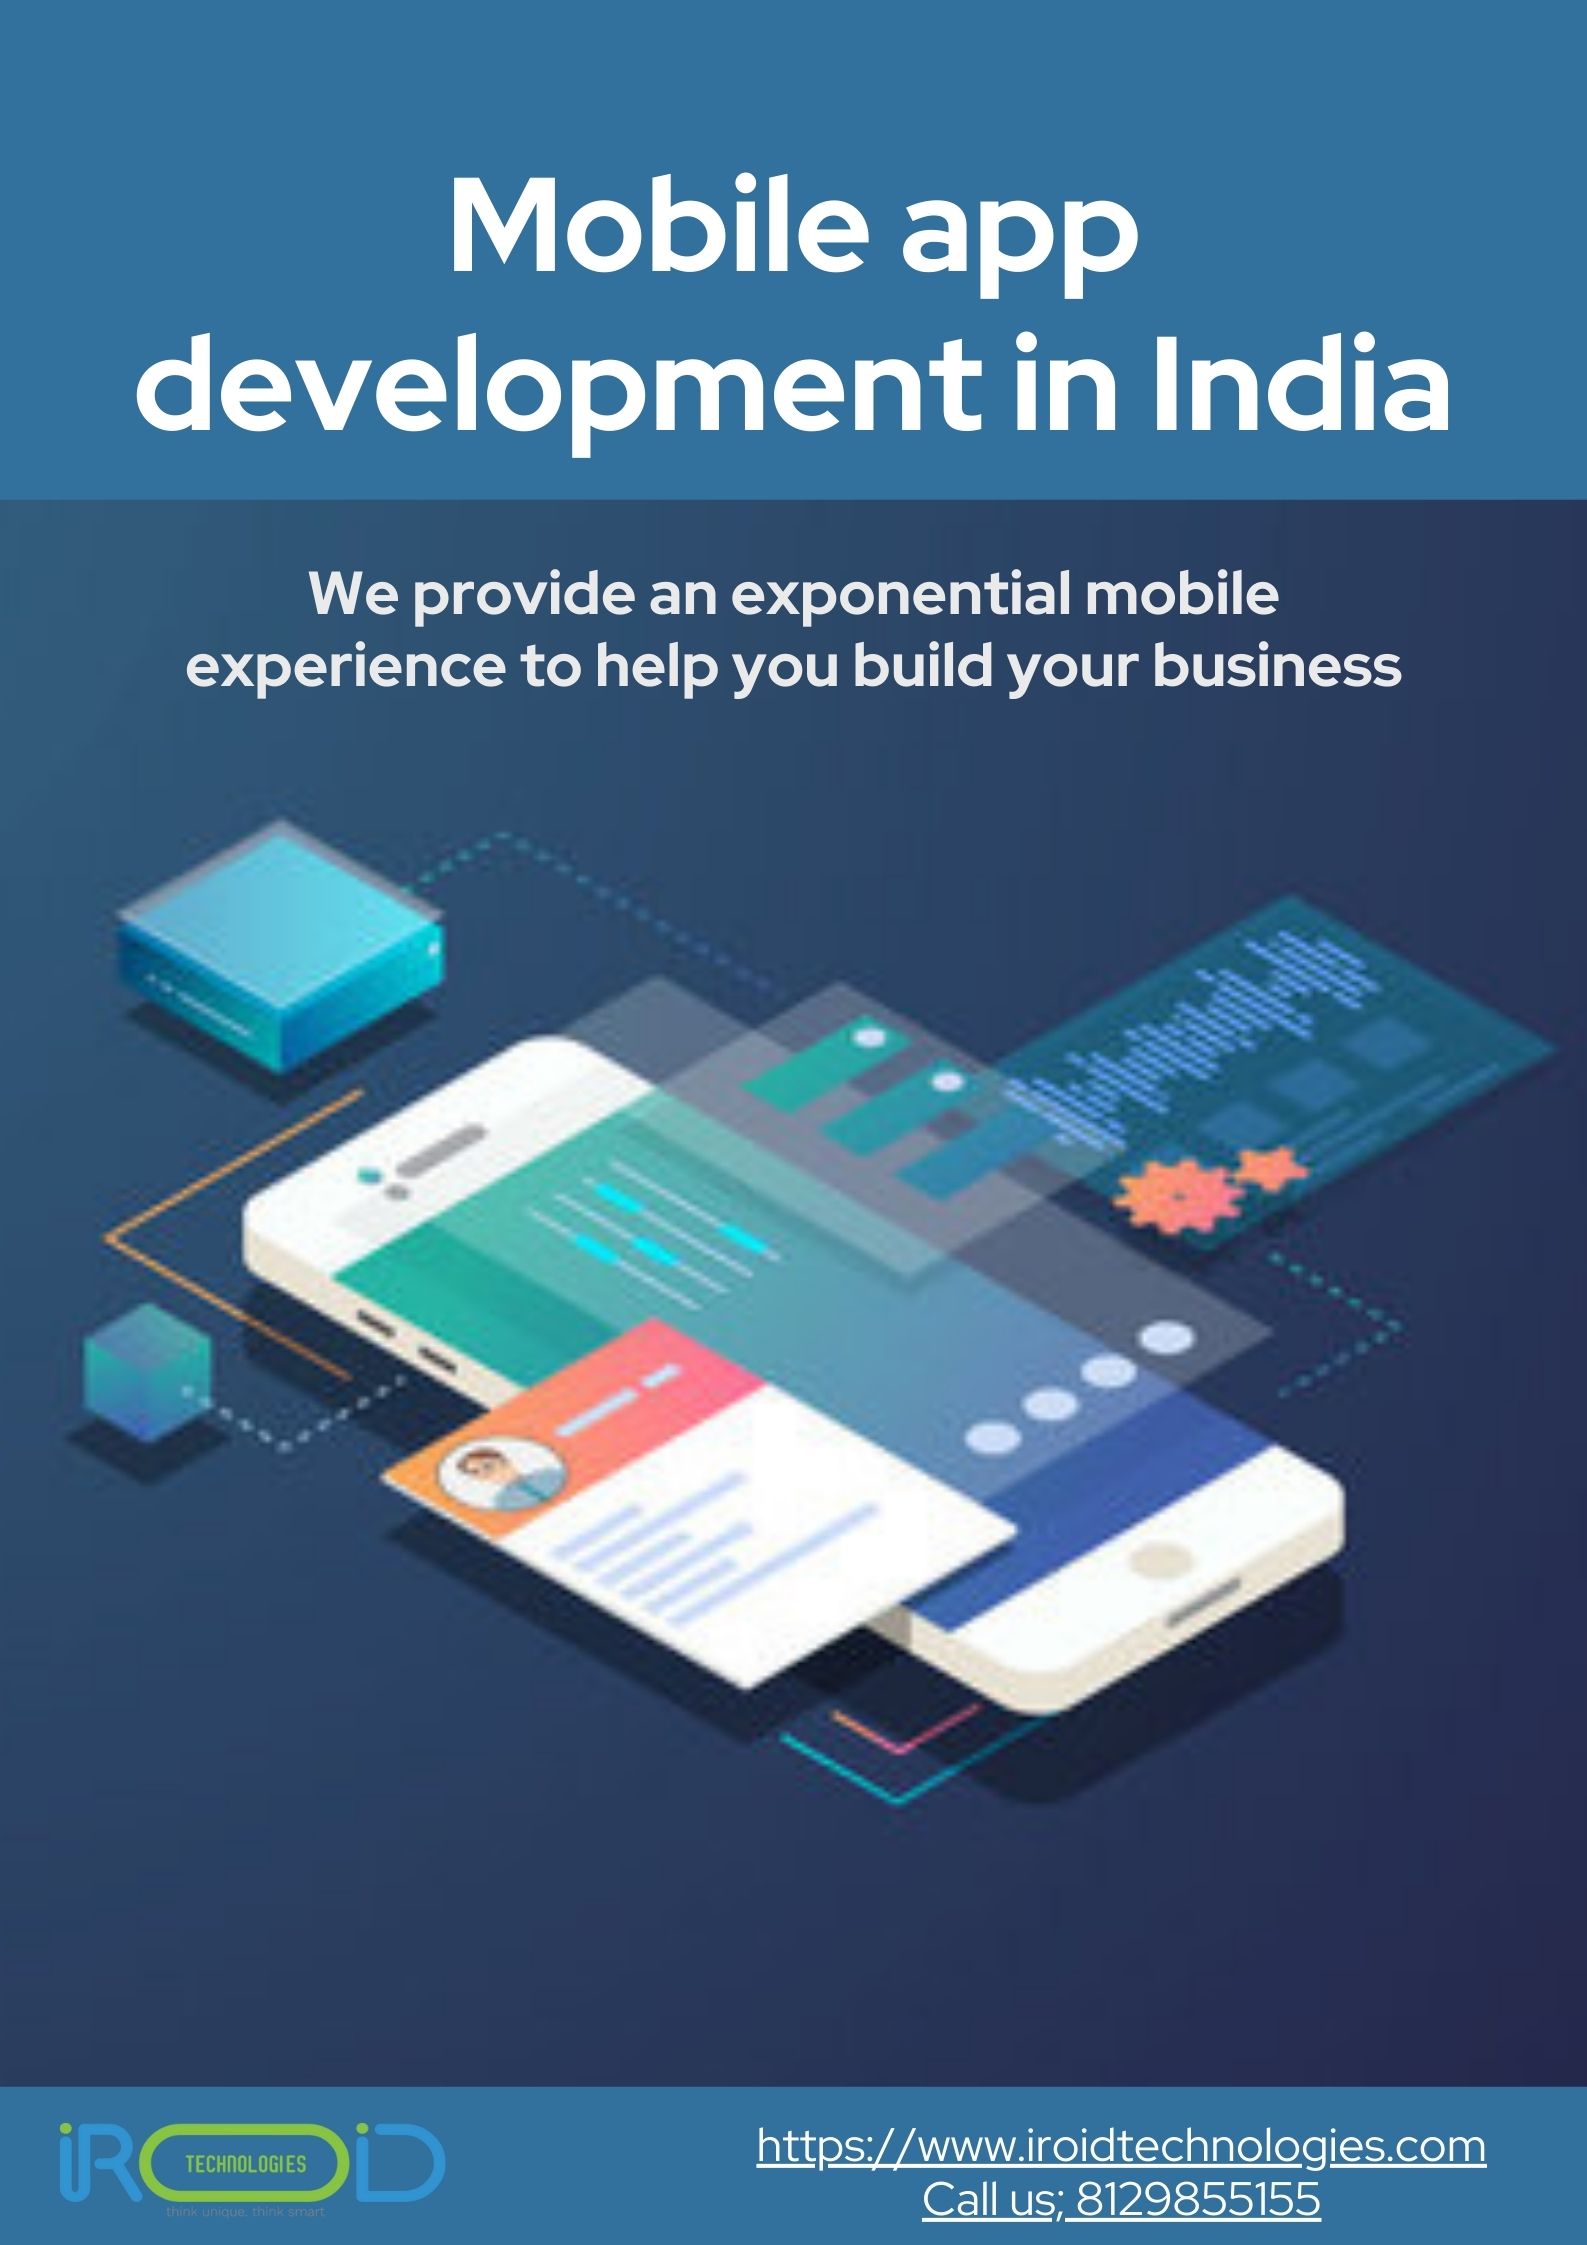 Mobile app
development in India
We provide an exponential mobile
experience to help you build your business
iROID
TECHNOLOGIES
think unique. think smart
https://www.iroidtechnologies.com
Call us; 8129855155